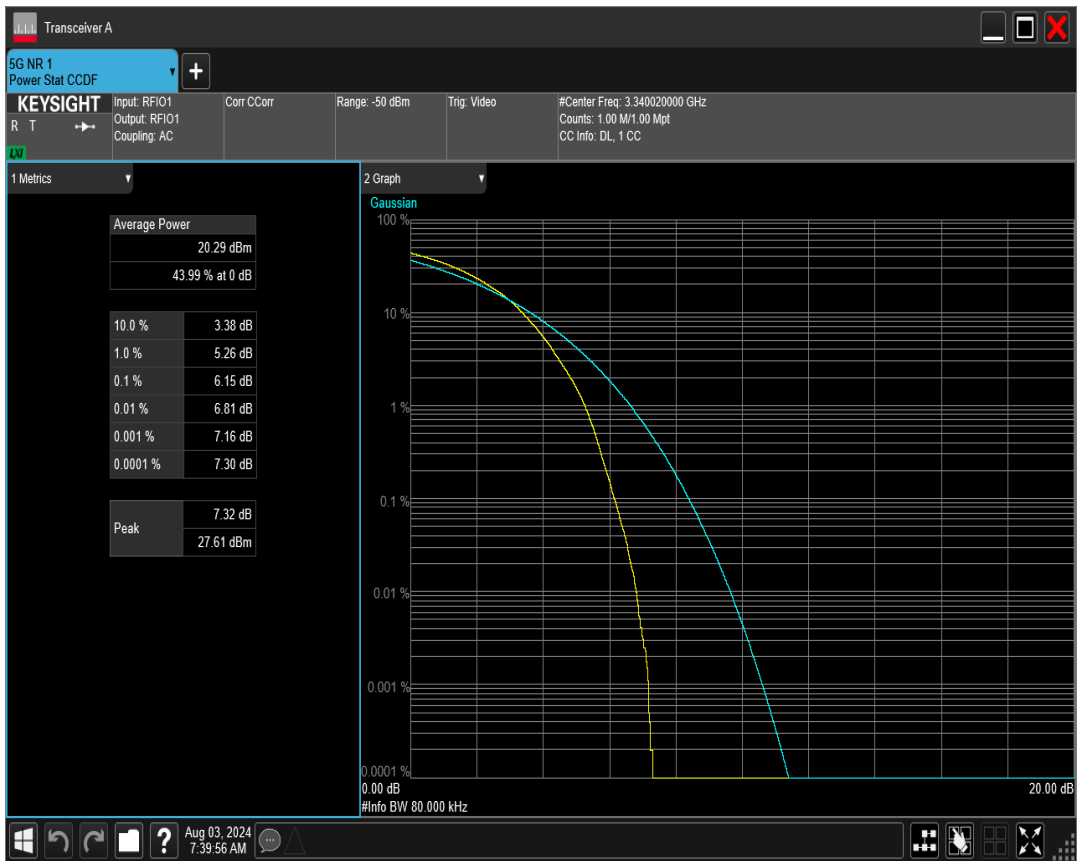 Transceiver A
5G NR 1
Power Stat CCDF
KEYSIGHT
R T
LXI
Input: RFIO1
Output: RFIO1
Coupling: AC
Corr CCorr
Range: -50 dBm
Trig: Video
#Center Freq: 3.340020000 GHz
Counts: 1.00 M/1.00 Mpt
CC Info: DL, 1 CC
1 Metrics
Average Power
20.29 dBm
43.99 % at 0 dB
10.0 % 3.38 dB
1.0 % 5.26 dB
0.1 % 6.15 dB
0.01 % 6.81 dB
0.001 % 7.16 dB
0.0001 % 7.30 dB
Peak
7.32 dB
27.61 dBm
2 Graph
Gaussian
100 %
10 %
1 %
0.1 %
0.01 %
0.001 %
0.0001 %
0.00 dB
20.00 dB
#Info BW 80.000 kHz
?
Aug 03, 2024
7:39:56 AM